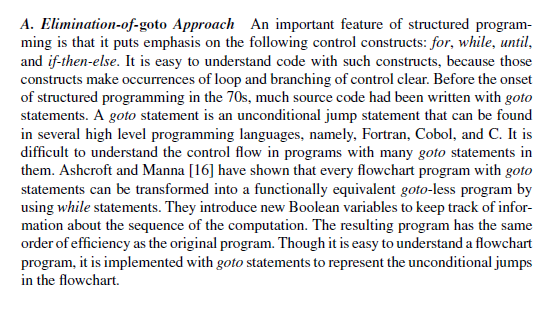 A. Elimination-of-goto Approach An important feature of structured program-
ming is that it puts emphasis on the following control constructs: for, while, until,
and if-then-else. It is easy to understand code with such constructs, because those
constructs make occurrences of loop and branching of control clear. Before the onset
of structured programming in the 70s, much source code had been written with goto
statements. A goto statement is an unconditional jump statement that can be found
in several high level programming languages, namely, Fortran, Cobol, and C. It is
difficult to understand the control flow in programs with many goto statements in
them. Ashcroft and Manna [16] have shown that every flowchart program with goto
statements can be transformed into a functionally equivalent goto-less program by
using while statements. They introduce new Boolean variables to keep track of infor-
mation about the sequence of the computation. The resulting program has the same
order of efficiency as the original program. Though it is easy to understand a flowchart
program, it is implemented with goto statements to represent the unconditional jumps
in the flowchart.